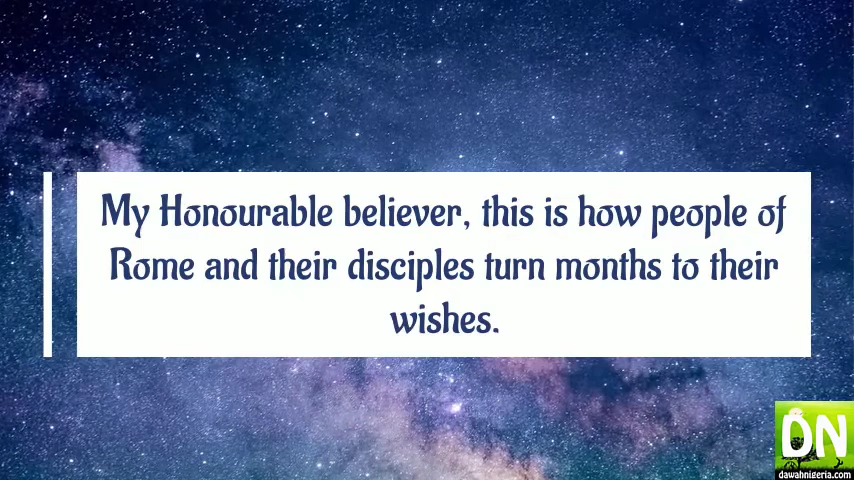 My Honourable believer, this is how people of
Rome and their disciples turn months to their
wishes.
DN
dawahnigeria.com